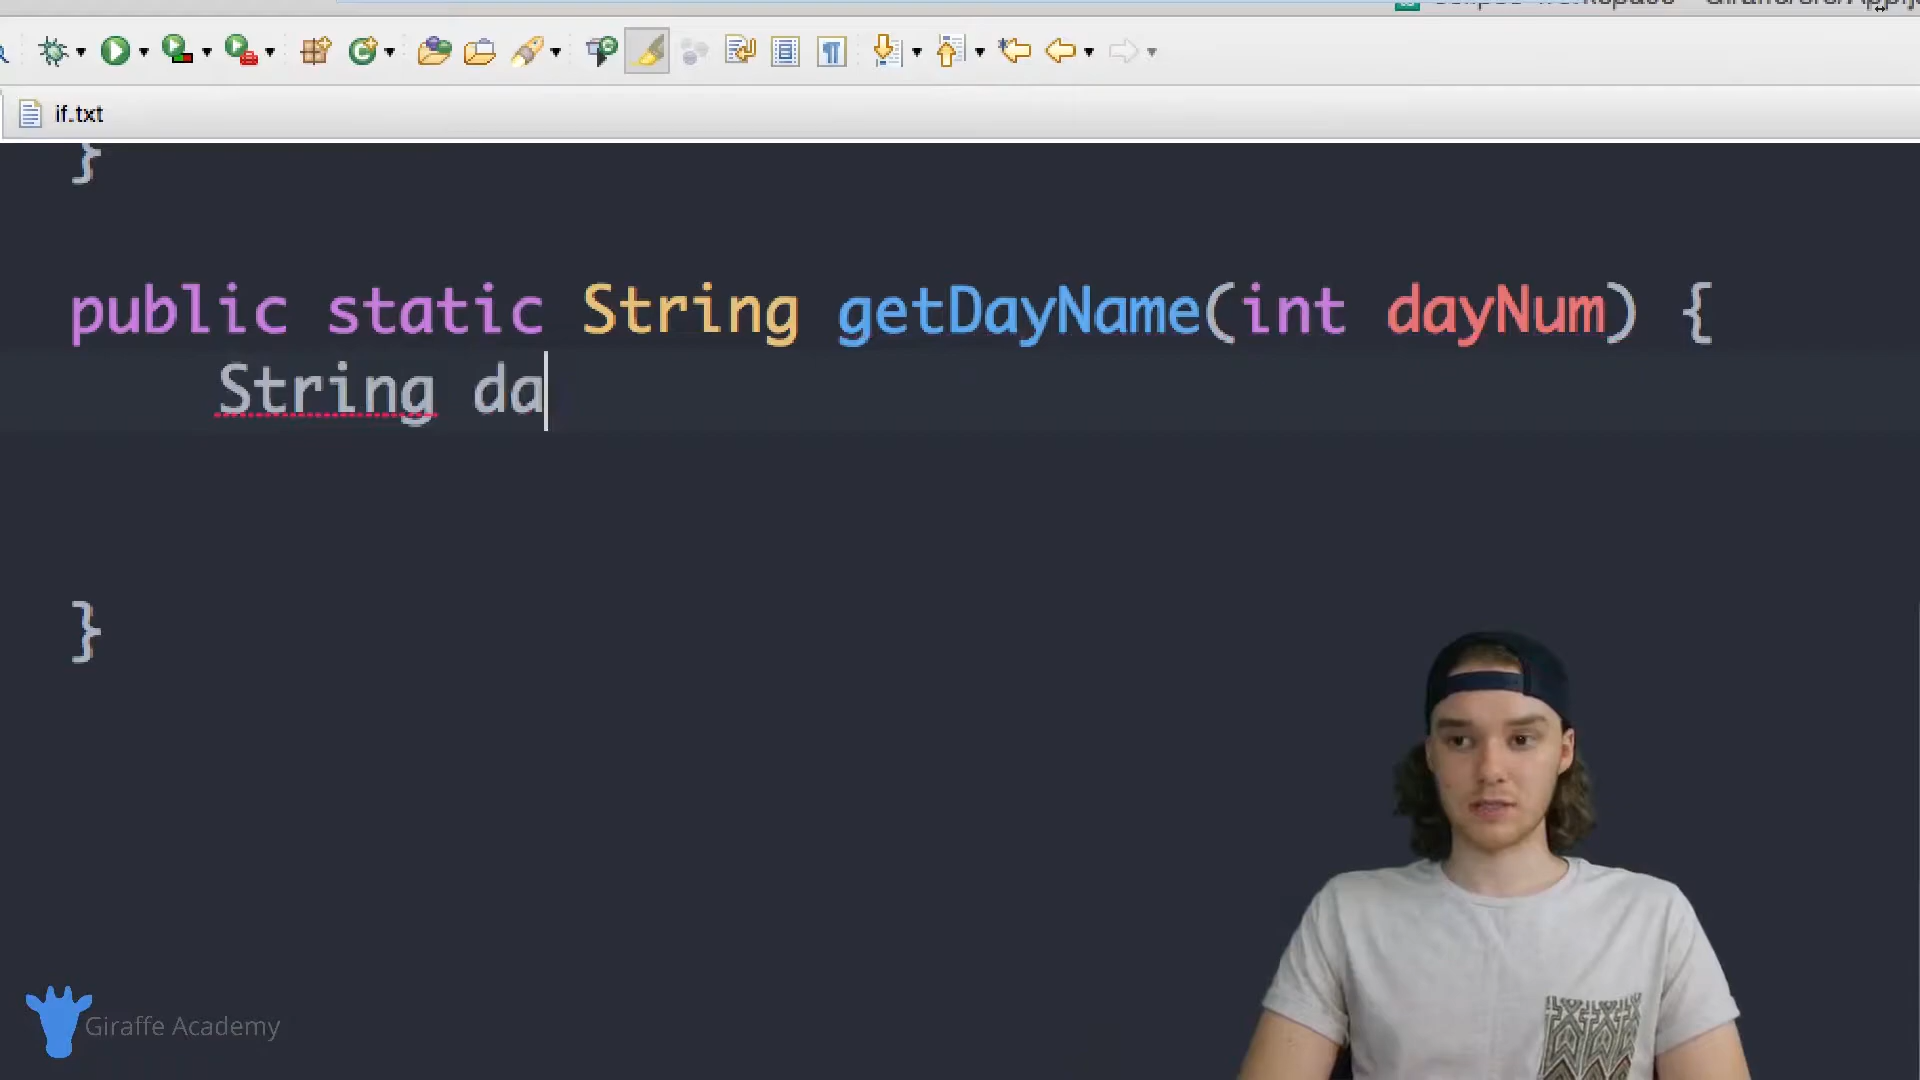 if.txt
}
public static String getDayName(int dayNum) {
String da
}
Giraffe Academy